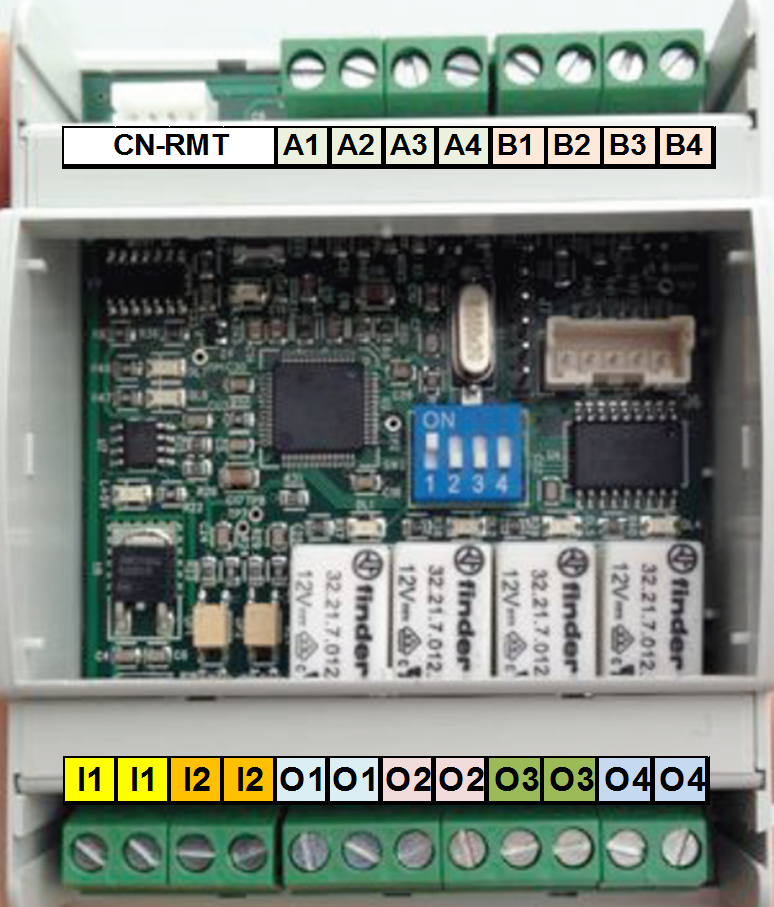 CN-RMT A1 A2 A3 A4 B1 B2 B3 B4
ON
1 2 3 4
finder
32.21.7.012
12V
finder
32.21.7.012
12V
finder
32.21.7.012
12V
finder
32.21.7.012
12V
I1 I1 I2 I2 O1 O1 O2 O2 O3 O3 O4 O4